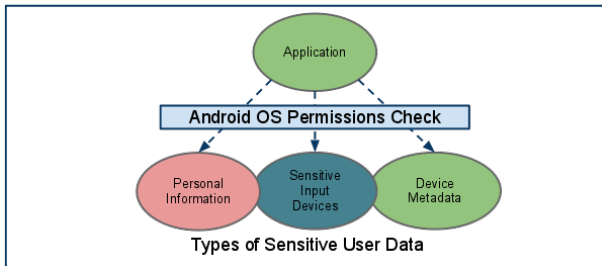 Application
Android OS Permissions Check
Personal
Information
Sensitive
Input
Devices
Device
Metadata
Types of Sensitive User Data